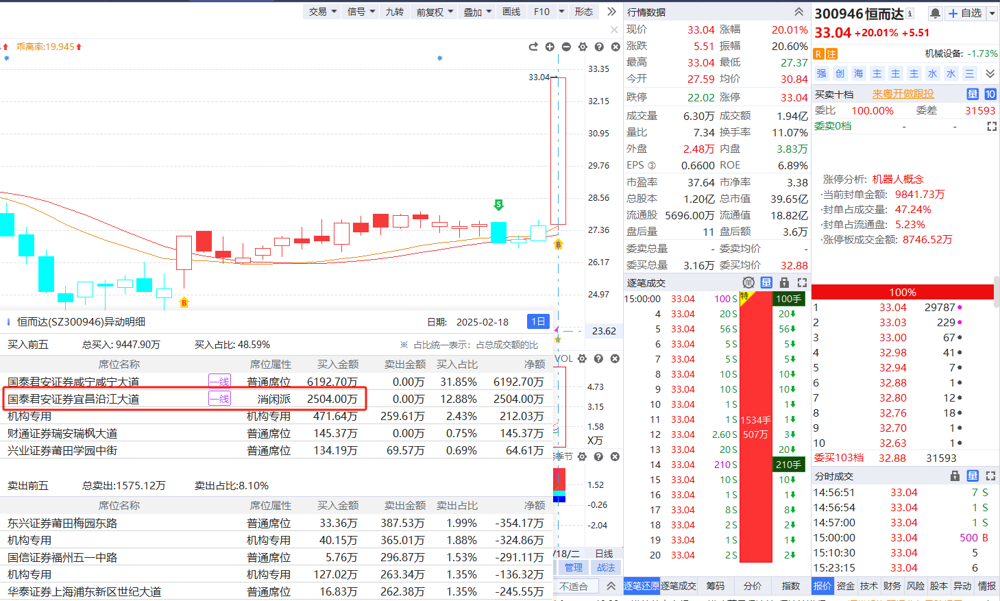 交易 信号 九转 前复权 叠加 画线 F10 形态
乖离率:19.945
33.35
32.15
30.95
29.76
28.56
27.36
26.17
24.97
23.62
33.04
S
B
B
恒而达(SZ300946)异动明细 日期: 2025-02-18 1日
买入前五 总买入: 9447.90万 买入占比: 48.59% ※ 占比统一表示: 占总成交额的比
席位名称 席位属性 买入金额 卖出金额 买入占比 净额
国泰君安证券咸宁咸宁大道 一线 普通席位 6192.70万 0.00万 31.85% 6192.70万
国泰君安证券宜昌沿江大道 一线 消闲派 2504.00万 0.00万 12.88% 2504.00万
机构专用 机构专用 471.64万 259.61万 2.43% 212.03万
财通证券瑞安瑞枫大道 普通席位 145.37万 0.00万 0.75% 145.37万
兴业证券莆田学园中街 普通席位 134.19万 69.57万 0.69% 64.61万
卖出前五 总卖出:1575.12万 卖出占比:8.10%
席位名称 席位属性 买入金额 卖出金额 卖出占比 净额
东兴证券莆田梅园东路 普通席位 33.36万 387.53万 1.99% -354.17万
机构专用 机构专用 40.15万 365.01万 1.88% -324.86万
国信证券福州五一中路 普通席位 5.76万 296.87万 1.53% -291.11万
机构专用 机构专用 127.02万 263.34万 1.35% -136.32万
华泰证券上海浦东新区世纪大道 普通席位 16.83万 262.38万 1.35% -245.55万
VOL
4.73
3.15
1.58
X万
季节
1.52
-0.26
-2.04
/18/二 日线
管理 战法
不适合
行情数据
现价 33.04 涨幅 20.01%
涨跌 5.51 振幅 20.60%
最高 33.04 最低 27.37
今开 27.59 均价 30.84
跌停 22.02 涨停 33.04
成交量 6.30万 成交额 1.94亿
量比 7.34 换手率 11.07%
外盘 2.48万 内盘 3.83万
EPS ③ 0.6600 ROE 6.89%
市盈率 37.64 市净率 3.38
总股本 1.20亿 总市值 39.65亿
流通股 5696.00万 流通值 18.82亿
盘后量 11 盘后额 3.6万
委卖总量 - 委卖均价 -
委买总量 3.16万 委买均价 32.88
逐笔成交 单 量
15:00:00 33.04 100 S 特 100手
4 33.04 20 S 20
5 33.04 56 S 56
6 33.04 5 S 5
7 33.04 5 S 5
8 33.04 10 S 10
9 33.04 10 S 10
10 33.04 1 S 1
11 33.04 1 S 1534手 1
12 33.04 2.60 S 507万 3
13 33.04 20 S 20
14 33.04 210 S 210手
15 33.04 10 S 10
16 33.04 1 S 1
17 33.04 8 S 8
18 33.04 2 S 2
19 33.04 1 S 1
20 33.04 2 S 2
逐笔还原 逐笔成交 筹码 分价 指数
300946 恒而达 自选
33.04 +20.01% +5.51
R 注 机械设备: -1.73%
强 创 海 主 主 主 水 水 三
买卖十档 来粤开做跟投 量 10
委比 100.00% 委差 31593
委卖0档 - -
涨停分析: 机器人概念
·当前封单金额: 9841.73万
·封单占成交量: 47.24%
·封单占流通盘: 5.23%
·涨停板成交金额: 8746.52万
100%
1 33.04 29787
2 33.03 229
3 33.00 67
4 32.98 41
5 32.94 7
6 32.88 1
7 32.80 12
8 32.76 18
9 32.70 1
10 32.63 1
委买103档 32.88 31593
分时成交 量
14:56:51 33.04 7 S
14:56:54 33.04 1 S
14:57:00 33.04 1 S
15:00:00 33.04 500 B
15:10:30 33.04 5
15:23:15 33.04 6
报价 资金 技术 财务 风险 股本 异动 情报